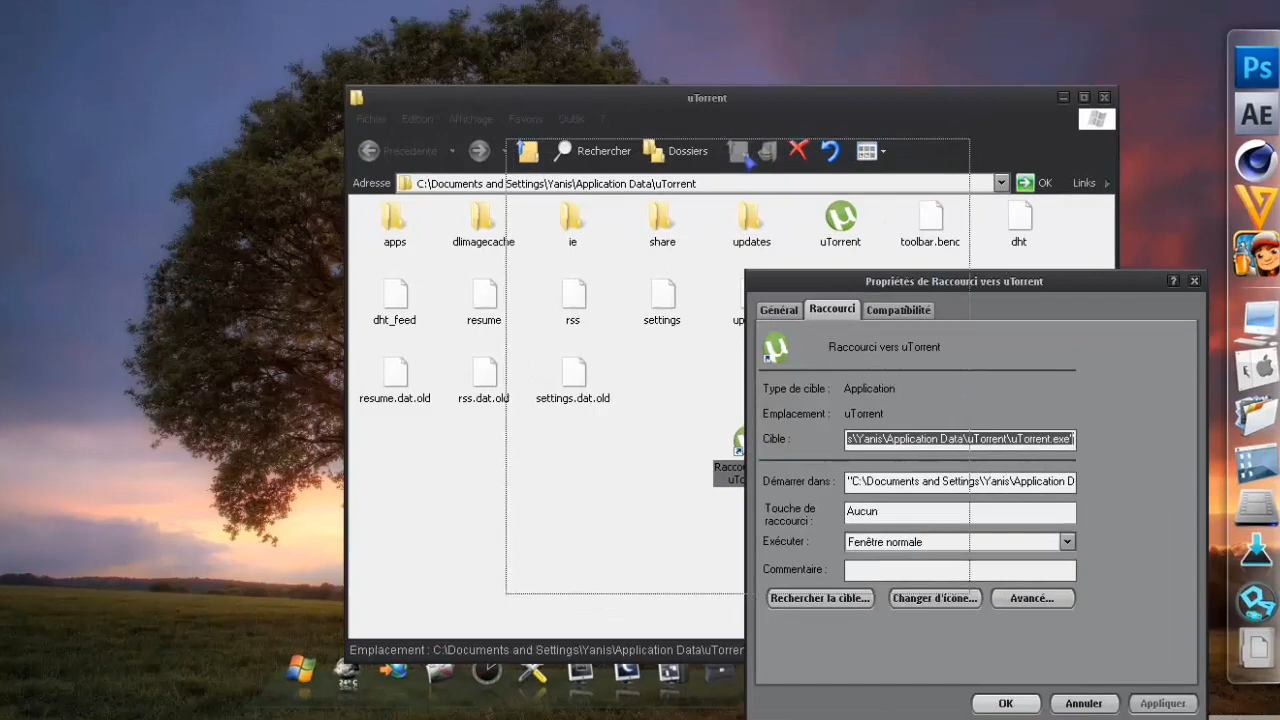 Ps
uTorrent
Fichier Edition Affichage Favoris Outils ?
AE
Précédente Rechercher Dossiers
Adresse C:\Documents and Settings\Yanis\Application Data\uTorrent OK Links
apps dlimagecache ie share updates uTorrent toolbar.benc dht
Propriétés de Raccourci vers uTorrent
Général Raccourci Compatibilité
dht_feed resume rss settings
Raccourci vers uTorrent
Type de cible : Application
resume.dat.old rss.dat.old settings.dat.old
Emplacement : uTorrent
Cible : s\Yanis\Application Data\uTorrent\uTorrent.exe"
Démarrer dans : "C:\Documents and Settings\Yanis\Application D
Touche de
raccourci : Aucun
Exécuter : Fenêtre normale
Commentaire :
Rechercher la cible... Changer d'icône... Avancé...
Emplacement : C:\Documents and Settings\Yanis\Application Data\uTorren
24°C
OK Annuler Appliquer